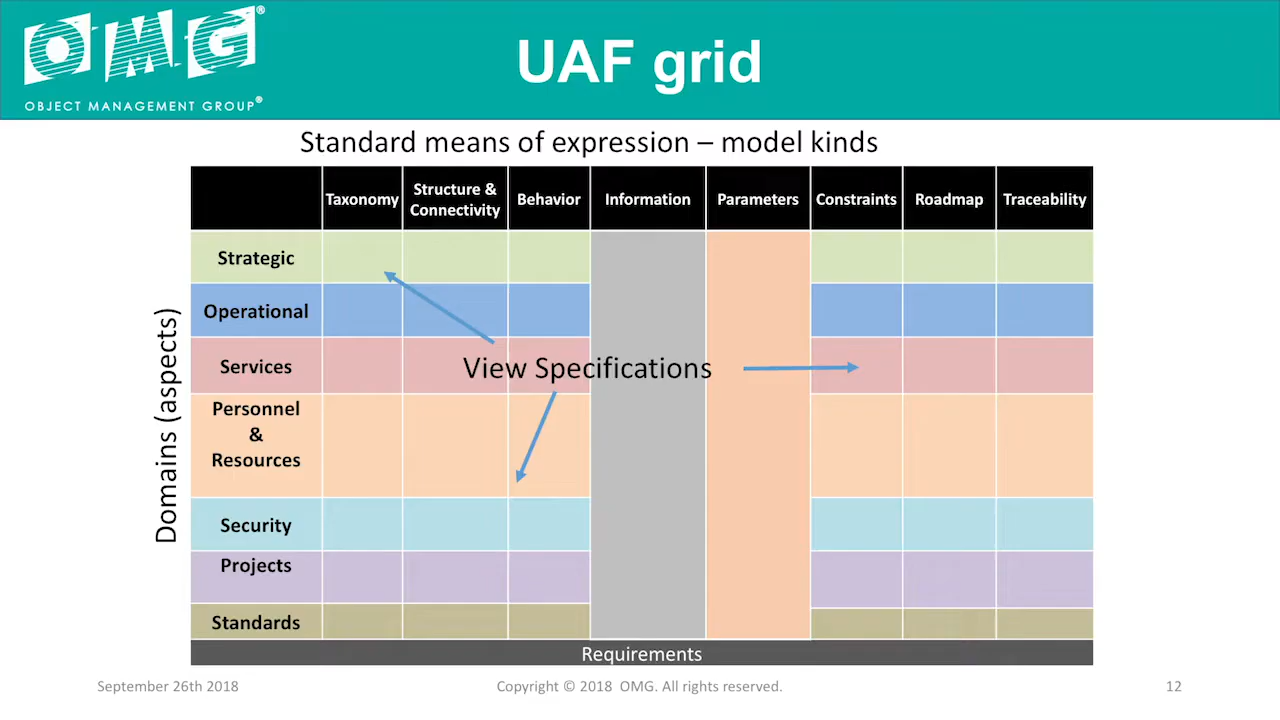 OMG®
OBJECT MANAGEMENT GROUP®
UAF grid
Standard means of expression – model kinds
Taxonomy
Structure &
Connectivity
Behavior
Information
Parameters
Constraints
Roadmap
Traceability
Domains (aspects)
Strategic
Operational
Services
View Specifications
Personnel
&
Resources
Security
Projects
Standards
Requirements
September 26th 2018
Copyright © 2018 OMG. All rights reserved.
12